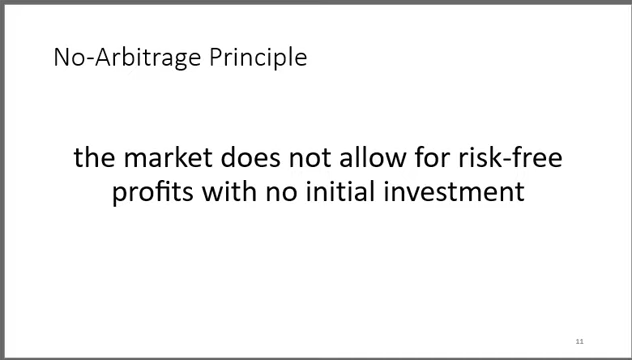 No-Arbitrage Principle
the market does not allow for risk-free
profits with no initial investment
11